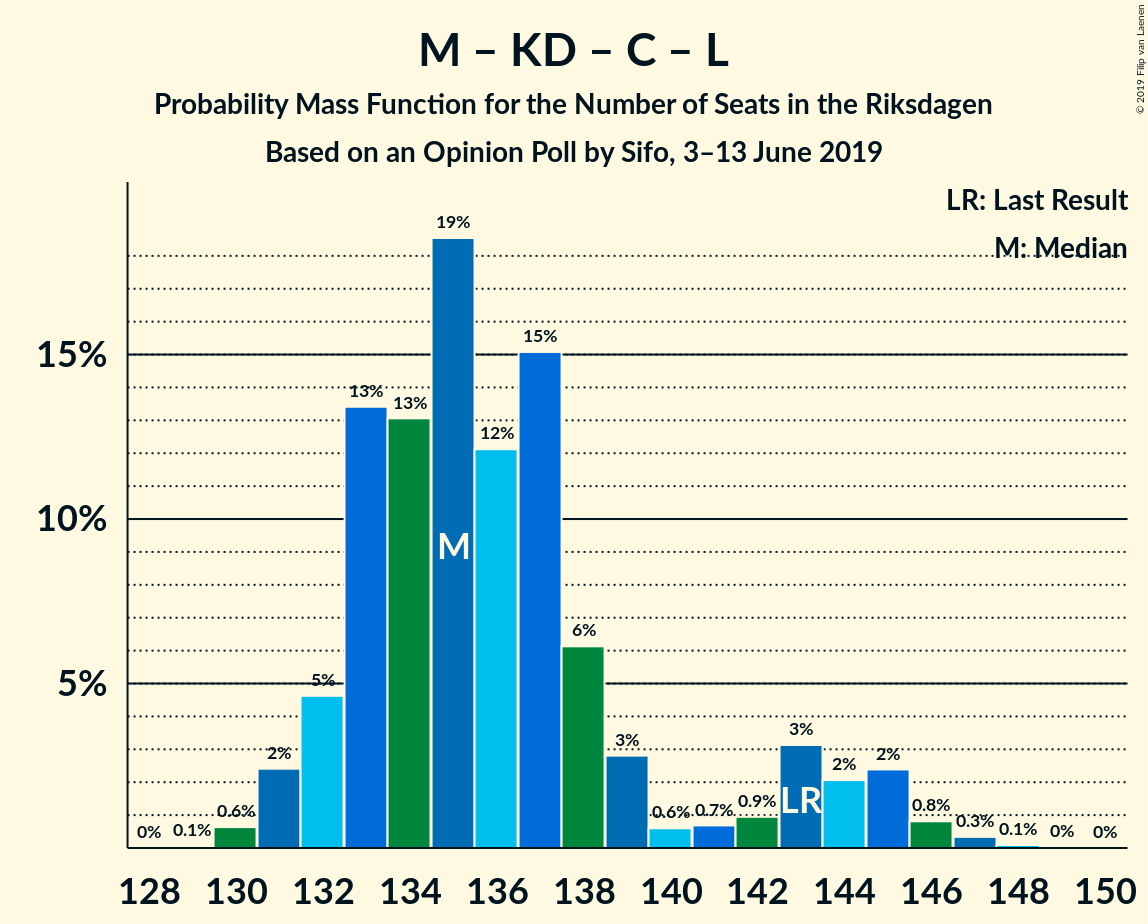 M – KD – C – L
Probability Mass Function for the Number of Seats in the Riksdagen
Based on an Opinion Poll by Sifo, 3–13 June 2019
© 2019 Filip van Laenen
LR: Last Result
M: Median
15%
10%
5%
0%
0.1%
0.6%
2%
5%
13%
13%
19%
12%
15%
6%
3%
0.6%
0.7%
0.9%
3%
2%
2%
0.8%
0.3%
0.1%
0%
0%
M
LR
128 130 132 134 136 138 140 142 144 146 148 150